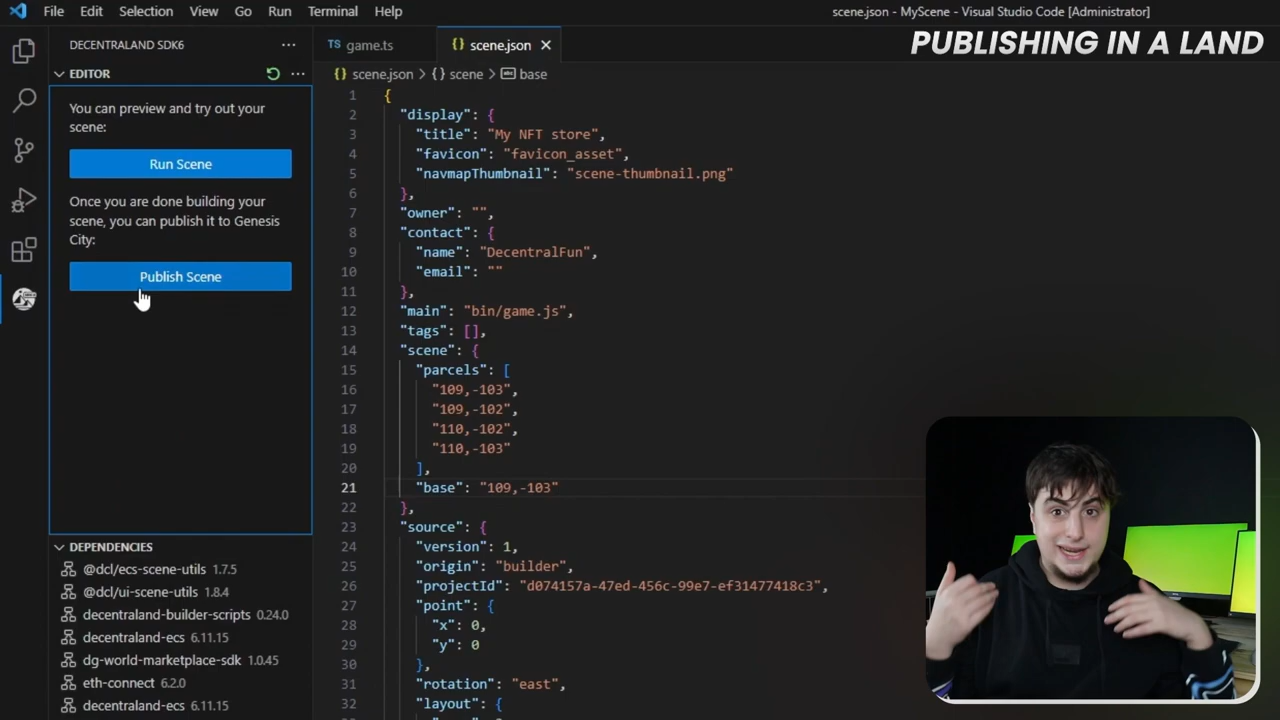 File Edit Selection View Go Run Terminal Help
scene.json - MyScene - Visual Studio Code [Administrator]
PUBLISHING IN A LAND
DECENTRALAND SDK6
EDITOR
You can preview and try out your
scene:
Run Scene
Once you are done building your
scene, you can publish it to Genesis
City:
Publish Scene
DEPENDENCIES
@dcl/ecs-scene-utils 1.7.5
@dcl/ui-scene-utils 1.8.4
decentraland-builder-scripts 0.24.0
decentraland-ecs 6.11.15
dg-world-marketplace-sdk 1.0.45
eth-connect 6.2.0
decentraland-ecs 6.11.15
TS game.ts {} scene.json
{} scene.json > {} scene > abc base
1 {
2 "display": {
3 "title": "My NFT store",
4 "favicon": "favicon_asset",
5 "navmapThumbnail": "scene-thumbnail.png"
6 },
7 "owner": "",
8 "contact": {
9 "name": "DecentralFun",
10 "email": ""
11 },
12 "main": "bin/game.js",
13 "tags": [],
14 "scene": {
15 "parcels": [
16 "109,-103",
17 "109,-102",
18 "110,-102",
19 "110,-103"
20 ],
21 "base": "109,-103"
22 },
23 "source": {
24 "version": 1,
25 "origin": "builder",
26 "projectId": "d074157a-47ed-456c-99e7-ef31477418c3",
27 "point": {
28 "x": 0,
29 "y": 0
30 },
31 "rotation": "east",
32 "layout": {